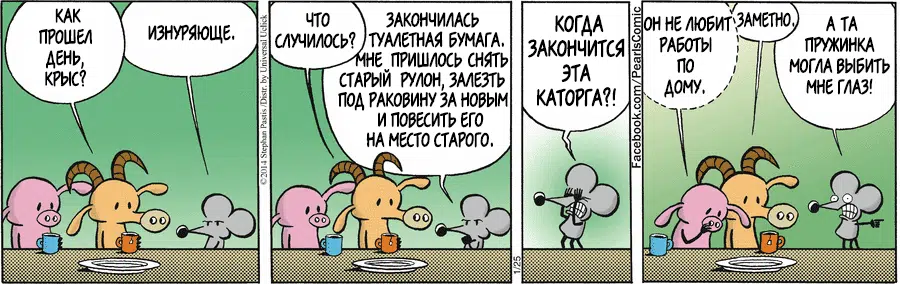 КАК
ПРОШЕЛ
ДЕНЬ,
КРЫС?
ИЗНУРЯЮЩЕ.
©2014 Stephan Pastis/Distr. by Universal Uclick
ЧТО
СЛУЧИЛОСЬ?
ЗАКОНЧИЛАСЬ
ТУАЛЕТНАЯ БУМАГА.
МНЕ ПРИШЛОСЬ СНЯТЬ
СТАРЫЙ РУЛОН, ЗАЛЕЗТЬ
ПОД РАКОВИНУ ЗА НОВЫМ
И ПОВЕСИТЬ ЕГО
НА МЕСТО СТАРОГО.
1/25
КОГДА
ЗАКОНЧИТСЯ
ЭТА
КАТОРГА?!
Facebook.com/PearlsComic
ОН НЕ ЛЮБИТ
РАБОТЫ
ПО
ДОМУ.
ЗАМЕТНО.
А ТА
ПРУЖИНКА
МОГЛА ВЫБИТЬ
МНЕ ГЛАЗ!